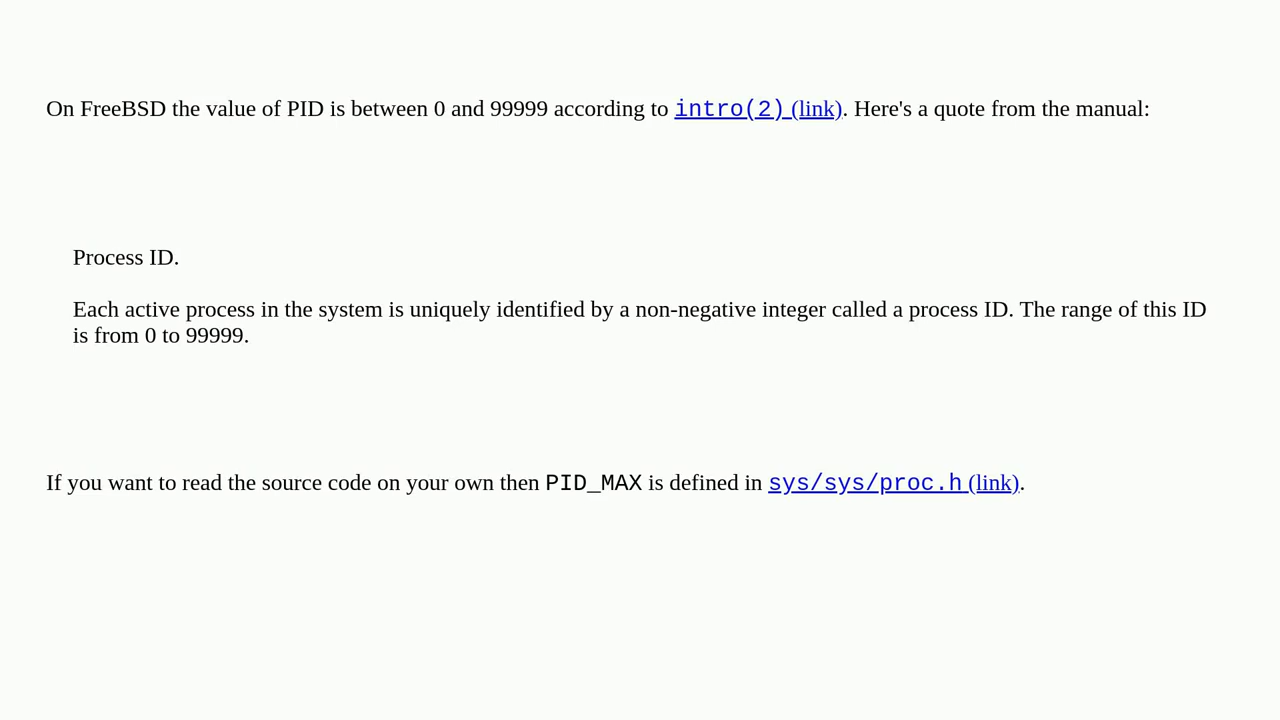 On FreeBSD the value of PID is between 0 and 99999 according to intro(2) (link). Here's a quote from the manual:
Process ID.
Each active process in the system is uniquely identified by a non-negative integer called a process ID. The range of this ID
is from 0 to 99999.
If you want to read the source code on your own then PID_MAX is defined in sys/sys/proc.h (link).